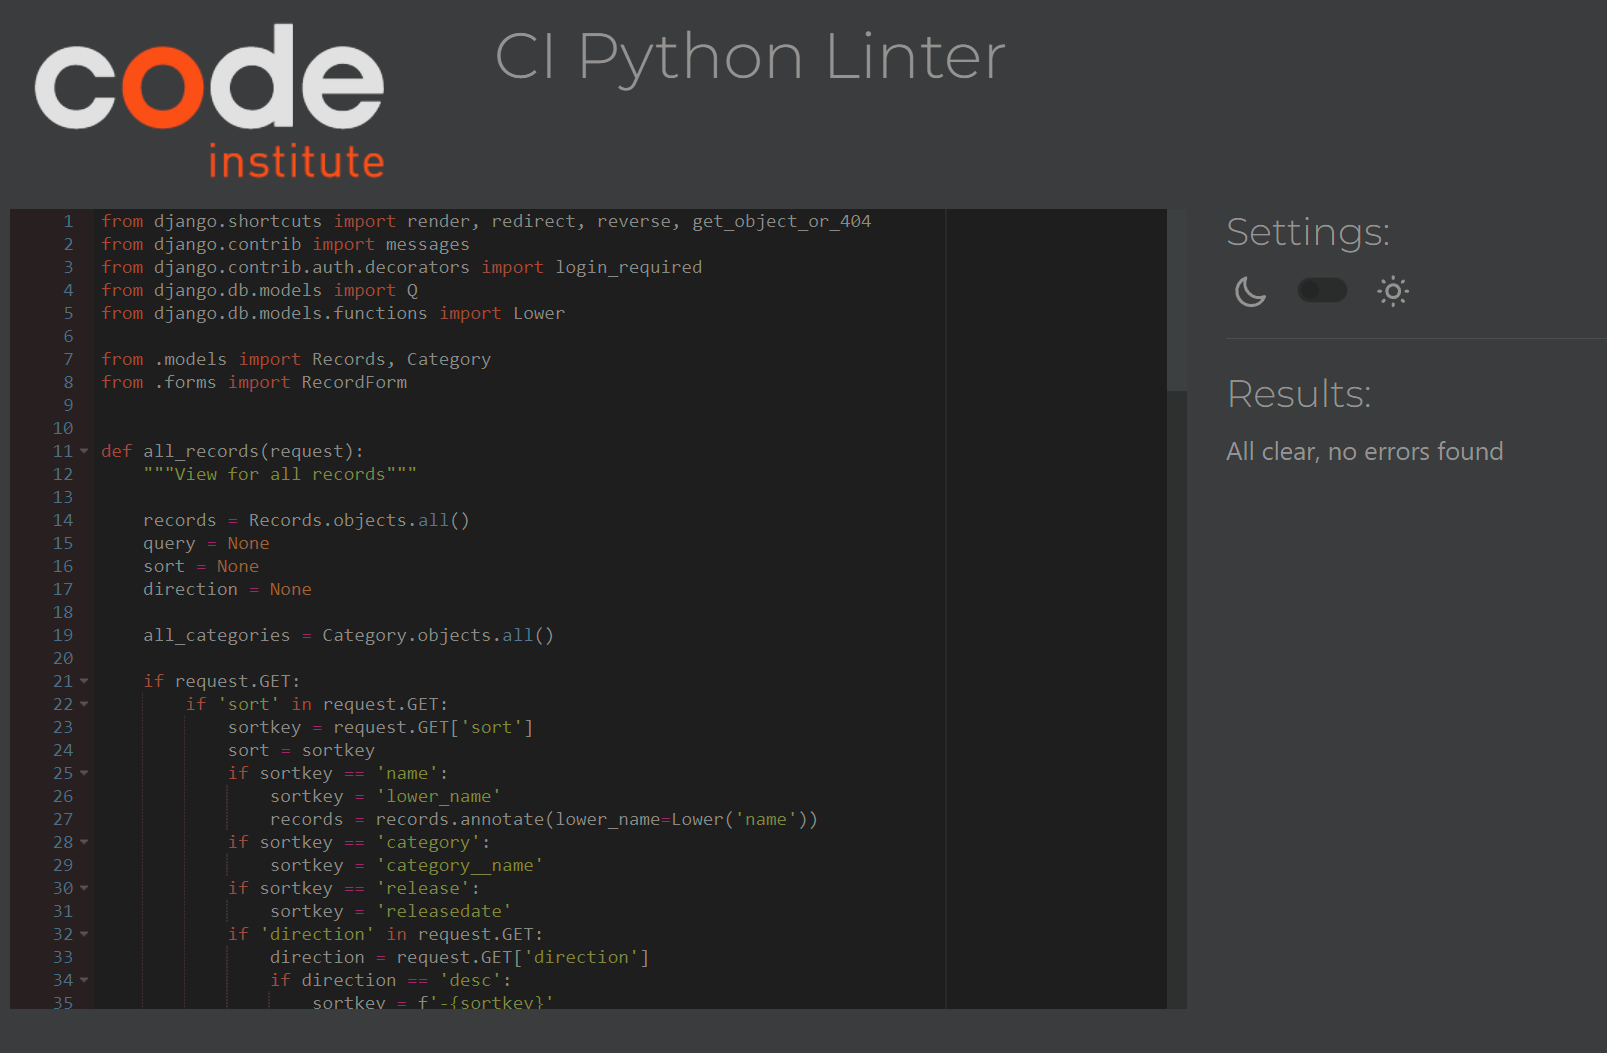 code
institute
CI Python Linter
1 from django.shortcuts import render, redirect, reverse, get_object_or_404
2 from django.contrib import messages
3 from django.contrib.auth.decorators import login_required
4 from django.db.models import Q
5 from django.db.models.functions import Lower
6
7 from .models import Records, Category
8 from .forms import RecordForm
9
10
11 def all_records(request):
12     """View for all records"""
13
14     records = Records.objects.all()
15     query = None
16     sort = None
17     direction = None
18
19     all_categories = Category.objects.all()
20
21     if request.GET:
22         if 'sort' in request.GET:
23             sortkey = request.GET['sort']
24             sort = sortkey
25             if sortkey == 'name':
26                 sortkey = 'lower_name'
27                 records = records.annotate(lower_name=Lower('name'))
28             if sortkey == 'category':
29                 sortkey = 'category__name'
30             if sortkey == 'release':
31                 sortkey = 'releasedate'
32             if 'direction' in request.GET:
33                 direction = request.GET['direction']
34                 if direction == 'desc':
35                     sortkey = f'-{sortkey}'
Settings:
Results:
All clear, no errors found